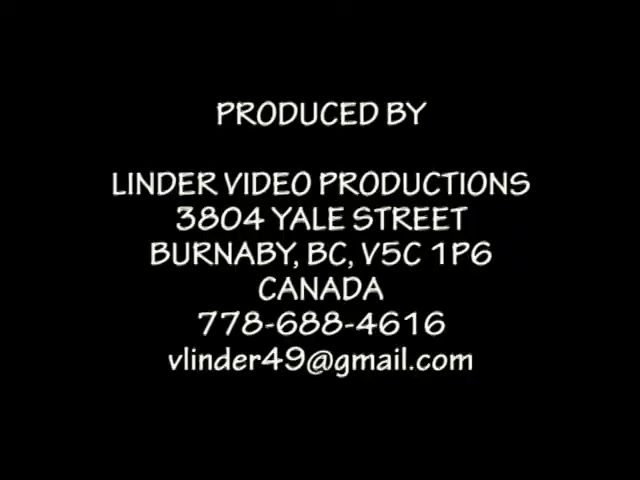 PRODUCED BY
LINDER VIDEO PRODUCTIONS
3804 YALE STREET
BURNABY, BC, V5C 1P6
CANADA
778-688-4616
vlinder49@gmail.com